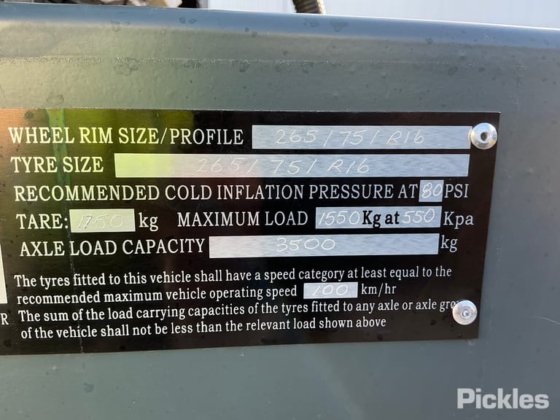 WHEEL RIM SIZE/PROFILE 265/75/R16
TYRE SIZE 265/75/R16
RECOMMENDED COLD INFLATION PRESSURE AT 80 PSI
TARE: 1750 kg MAXIMUM LOAD 1550 Kg at 550 Kpa
AXLE LOAD CAPACITY 3500 kg
The tyres fitted to this vehicle shall have a speed category at least equal to the
recommended maximum vehicle operating speed 100 km/hr
R The sum of the load carrying capacities of the tyres fitted to any axle or axle gro
of the vehicle shall not be less than the relevant load shown above
Pickles